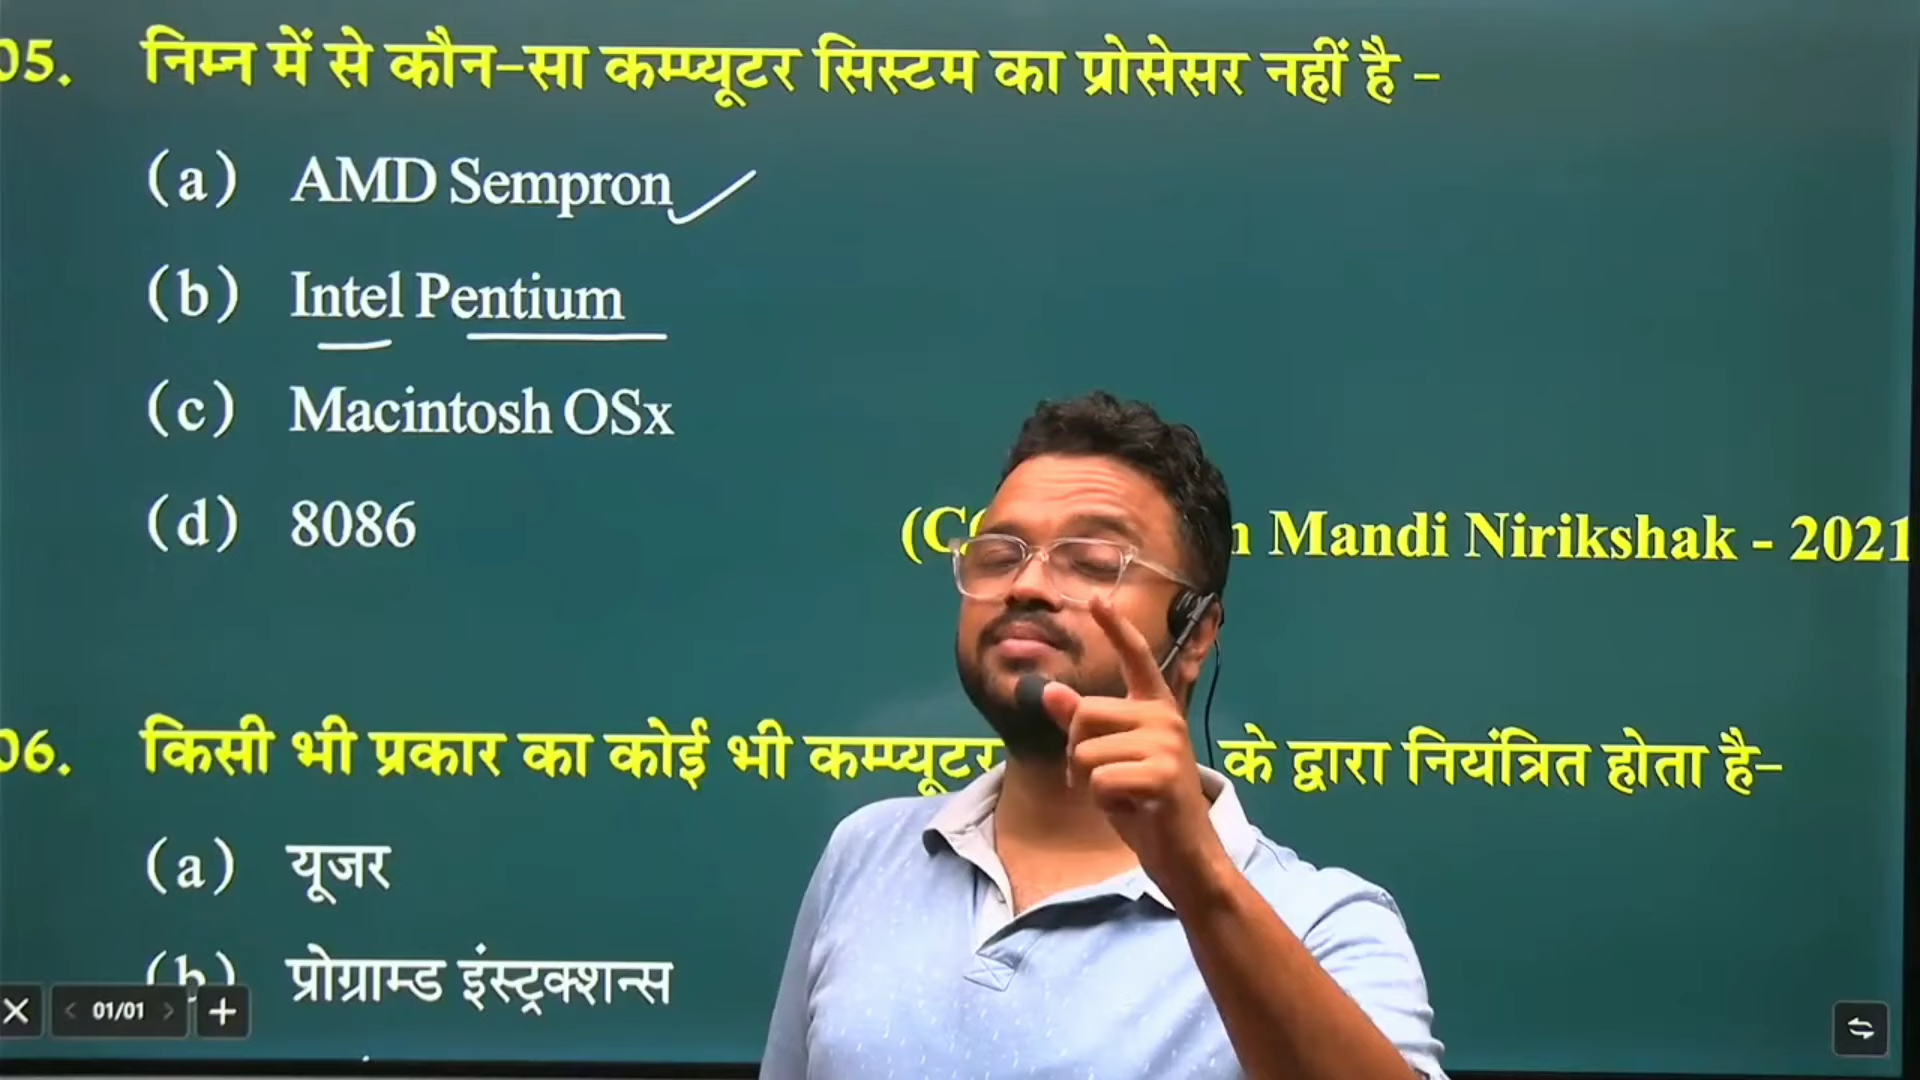 05. निम्न में से कौन-सा कम्प्यूटर सिस्टम का प्रोसेसर नहीं है -
(a) AMD Sempron
(b) Intel Pentium
(c) Macintosh OSx
(d) 8086
Mandi Nirikshak - 2021
06. किसी भी प्रकार का कोई भी कम्प्यूटर के द्वारा नियंत्रित होता है-
(a) यूजर
(b) प्रोग्राम्ड इंस्ट्रक्शन्स
01/01